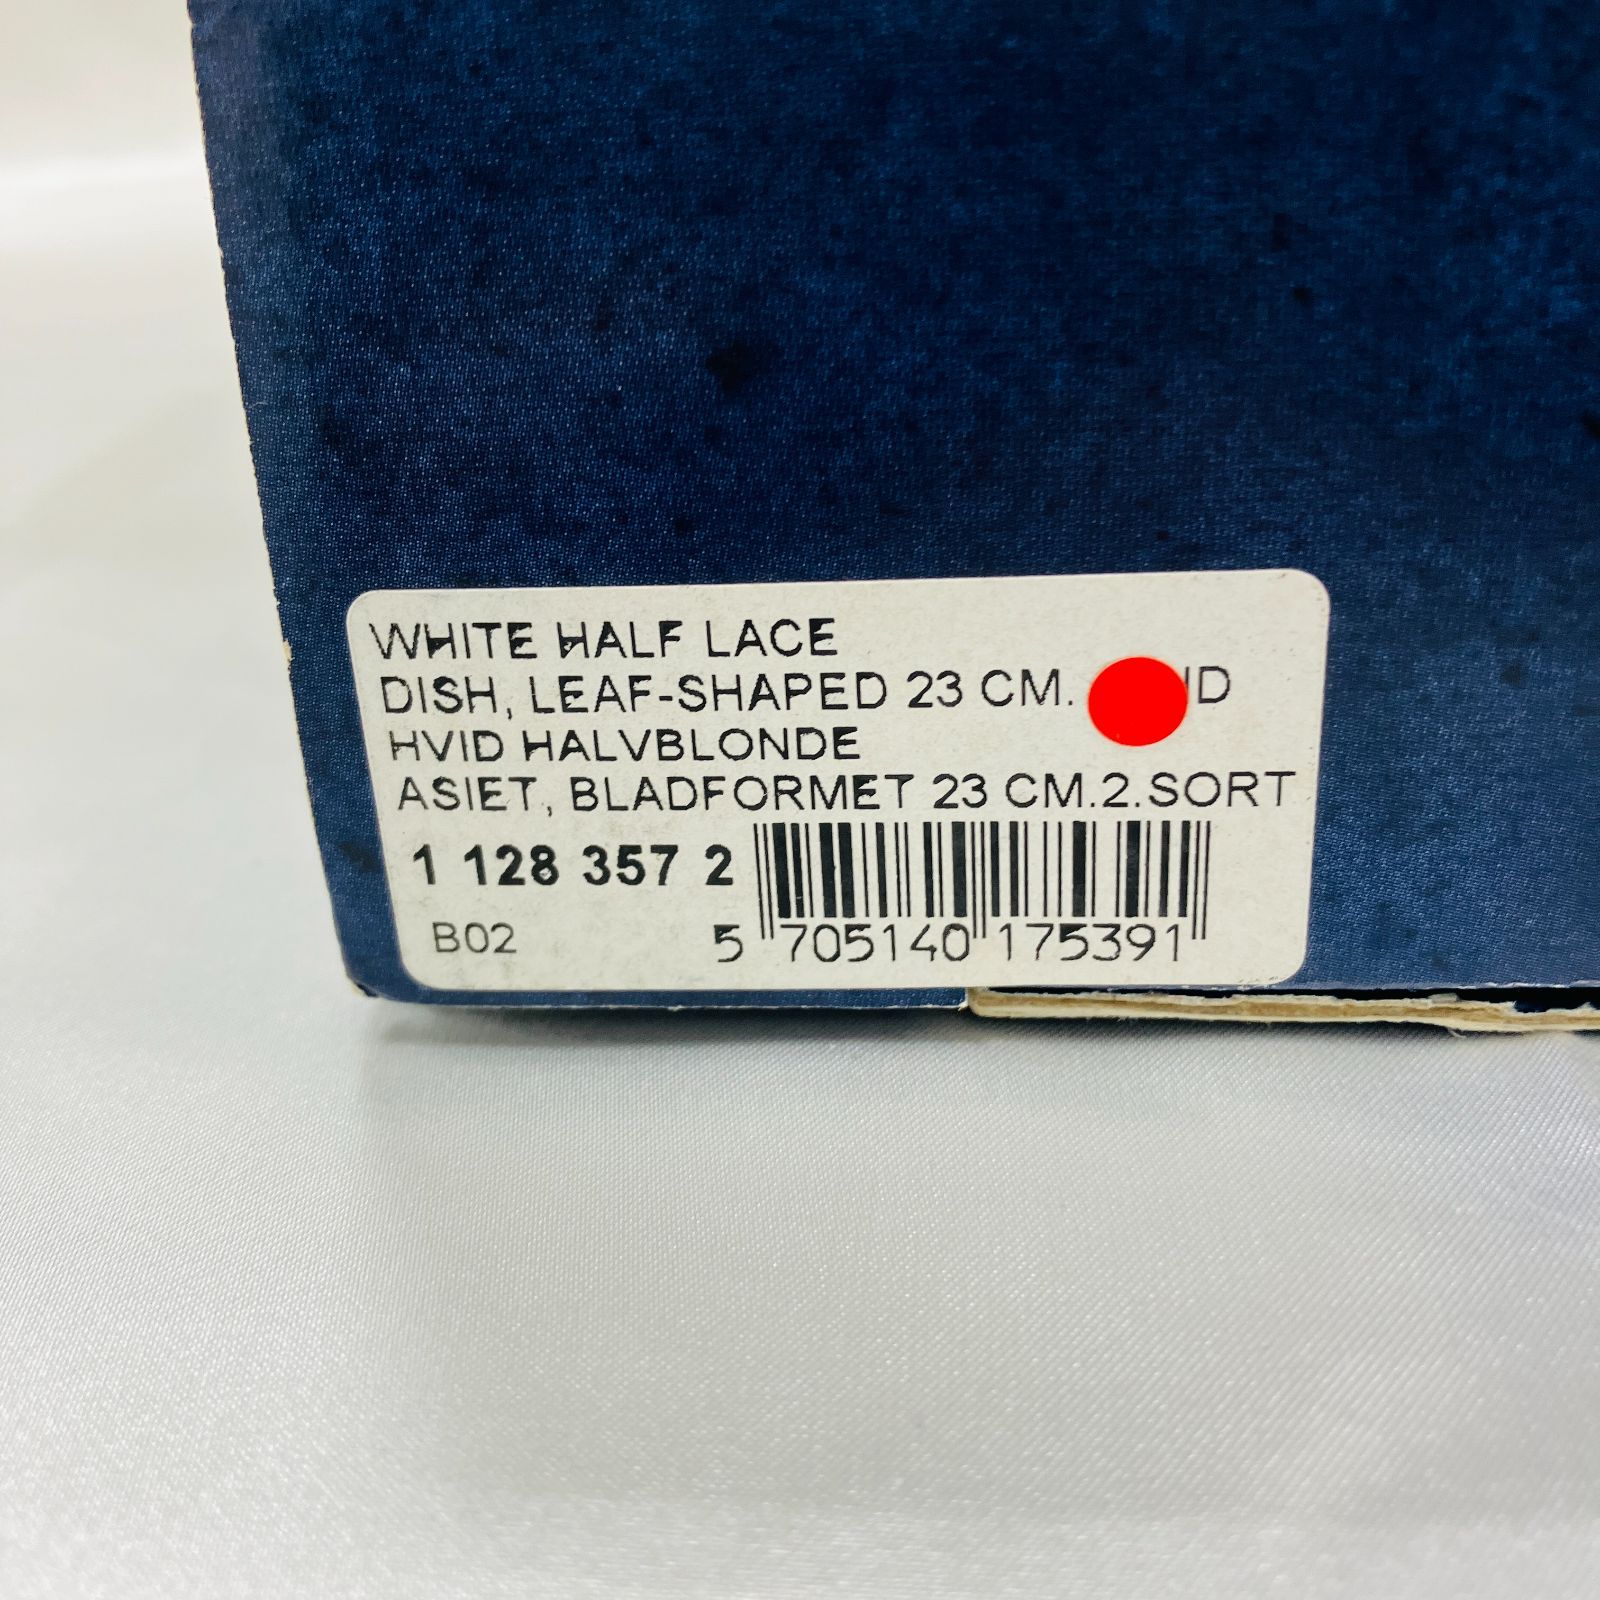 WHITE HALF LACE
DISH, LEAF-SHAPED 23 CM.
HVID HALVBLONDE
ASIET, BLADFORMET 23 CM.2.SORT
1 128 357 2
B02
5 705140 175391